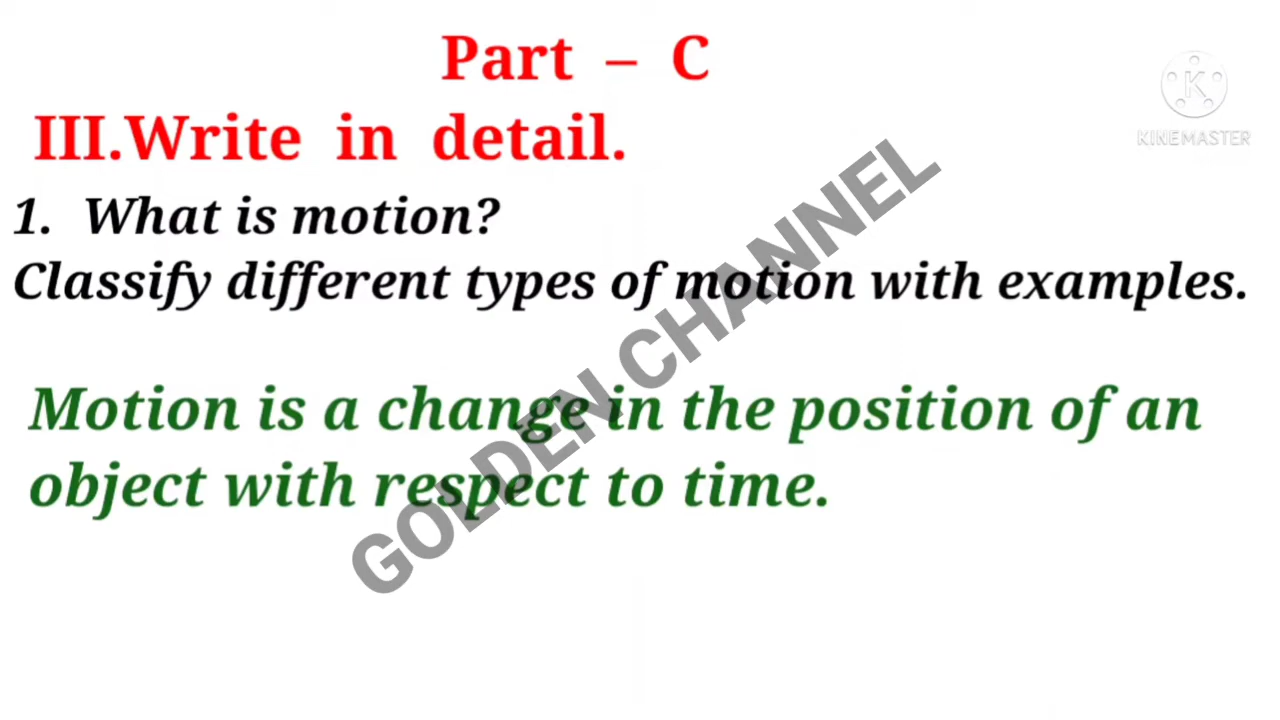 Part – C
III.Write in detail.
KINEMASTER
1. What is motion?
Classify different types of motion with examples.
Motion is a change in the position of an
object with respect to time.
GOLDEN CHANNEL